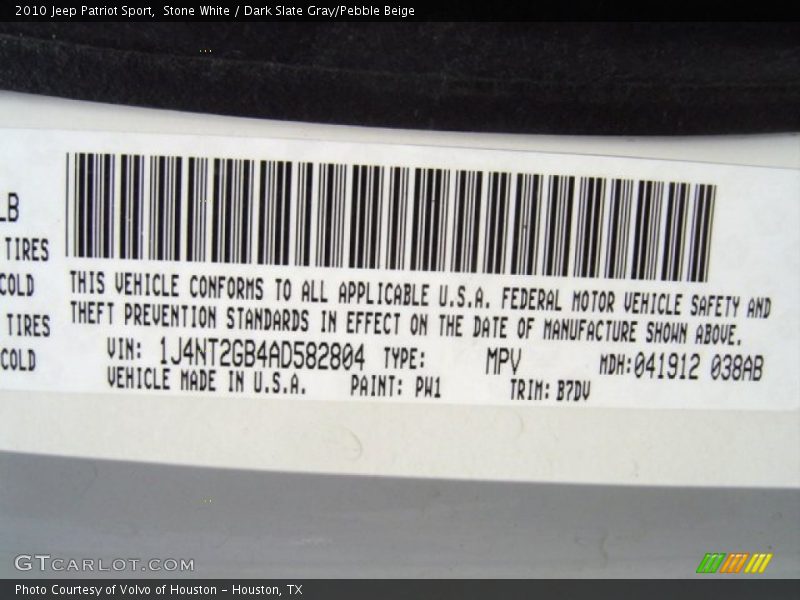 2010 Jeep Patriot Sport,  Stone White / Dark Slate Gray/Pebble Beige
LB
TIRES
COLD
TIRES
COLD
THIS VEHICLE CONFORMS TO ALL APPLICABLE U.S.A. FEDERAL MOTOR VEHICLE SAFETY AND
THEFT PREVENTION STANDARDS IN EFFECT ON THE DATE OF MANUFACTURE SHOWN ABOVE.
VIN: 1J4NT2GB4AD582804 TYPE: MPV MDH:041912 038AB
VEHICLE MADE IN U.S.A. PAINT: PW1 TRIM: B7DV
GTCARLOT.COM
Photo Courtesy of Volvo of Houston - Houston, TX